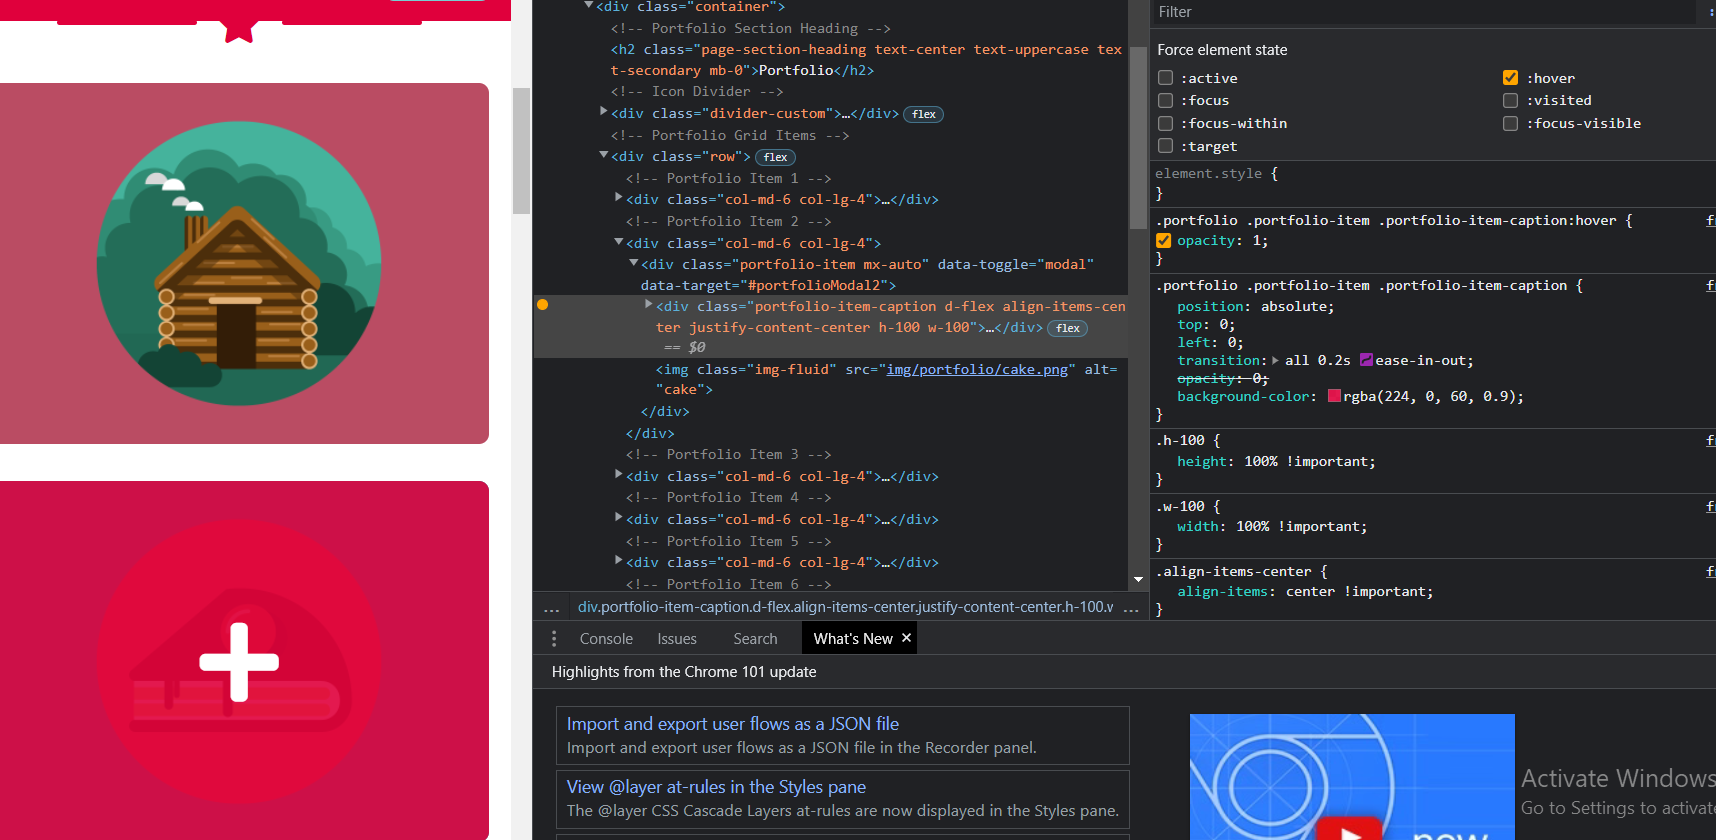 <div class="container">
<!-- Portfolio Section Heading -->
<h2 class="page-section-heading text-center text-uppercase tex
t-secondary mb-0">Portfolio</h2>
<!-- Icon Divider -->
<div class="divider-custom">…</div> flex
<!-- Portfolio Grid Items -->
<div class="row"> flex
<!-- Portfolio Item 1 -->
<div class="col-md-6 col-lg-4">…</div>
<!-- Portfolio Item 2 -->
<div class="col-md-6 col-lg-4">
<div class="portfolio-item mx-auto" data-toggle="modal"
data-target="#portfolioModal2">
<div class="portfolio-item-caption d-flex align-items-cen
ter justify-content-center h-100 w-100">…</div> flex
== $0
<img class="img-fluid" src="img/portfolio/cake.png" alt=
"cake">
</div>
</div>
<!-- Portfolio Item 3 -->
<div class="col-md-6 col-lg-4">…</div>
<!-- Portfolio Item 4 -->
<div class="col-md-6 col-lg-4">…</div>
<!-- Portfolio Item 5 -->
<div class="col-md-6 col-lg-4">…</div>
<!-- Portfolio Item 6 -->
... div.portfolio-item-caption.d-flex.align-items-center.justify-content-center.h-100.w ...
Filter
Force element state
:active
:hover
:focus
:visited
:focus-within
:focus-visible
:target
element.style {
}
.portfolio .portfolio-item .portfolio-item-caption:hover {
opacity: 1;
}
.portfolio .portfolio-item .portfolio-item-caption {
position: absolute;
top: 0;
left: 0;
transition: all 0.2s ease-in-out;
opacity: 0;
background-color: rgba(224, 0, 60, 0.9);
}
.h-100 {
height: 100% !important;
}
.w-100 {
width: 100% !important;
}
.align-items-center {
align-items: center !important;
}
Console Issues Search What's New ×
Highlights from the Chrome 101 update
Import and export user flows as a JSON file
Import and export user flows as a JSON file in the Recorder panel.
View @layer at-rules in the Styles pane
The @layer CSS Cascade Layers at-rules are now displayed in the Styles pane.
new
Activate Windows
Go to Settings to activate